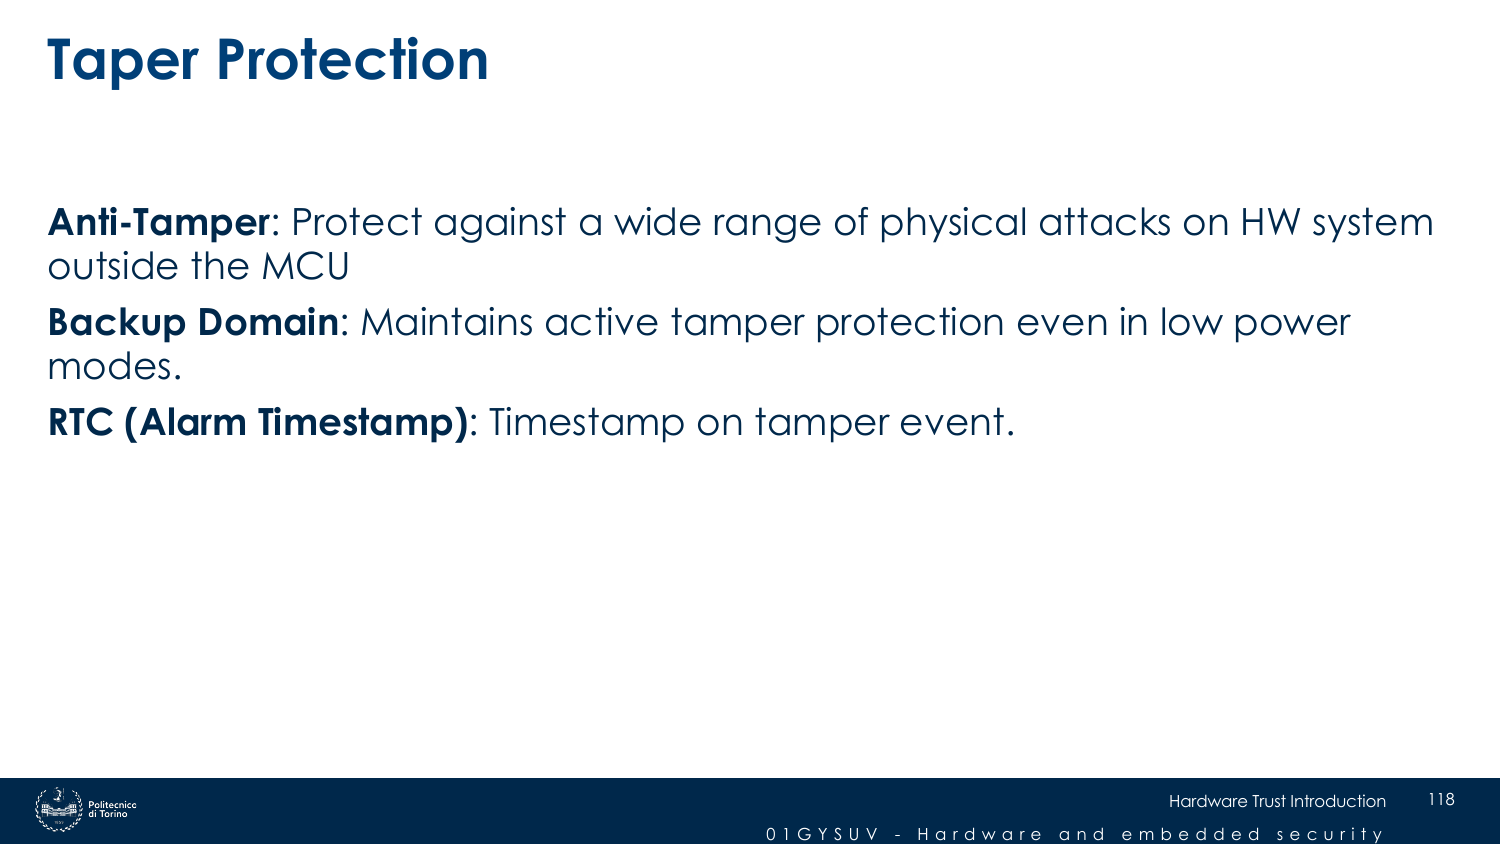 Taper Protection
Anti-Tamper: Protect against a wide range of physical attacks on HW system
outside the MCU
Backup Domain: Maintains active tamper protection even in low power
modes.
RTC (Alarm Timestamp): Timestamp on tamper event.
Politecnico
di Torino
Hardware Trust Introduction 118
01GYSUV - Hardware and embedded security